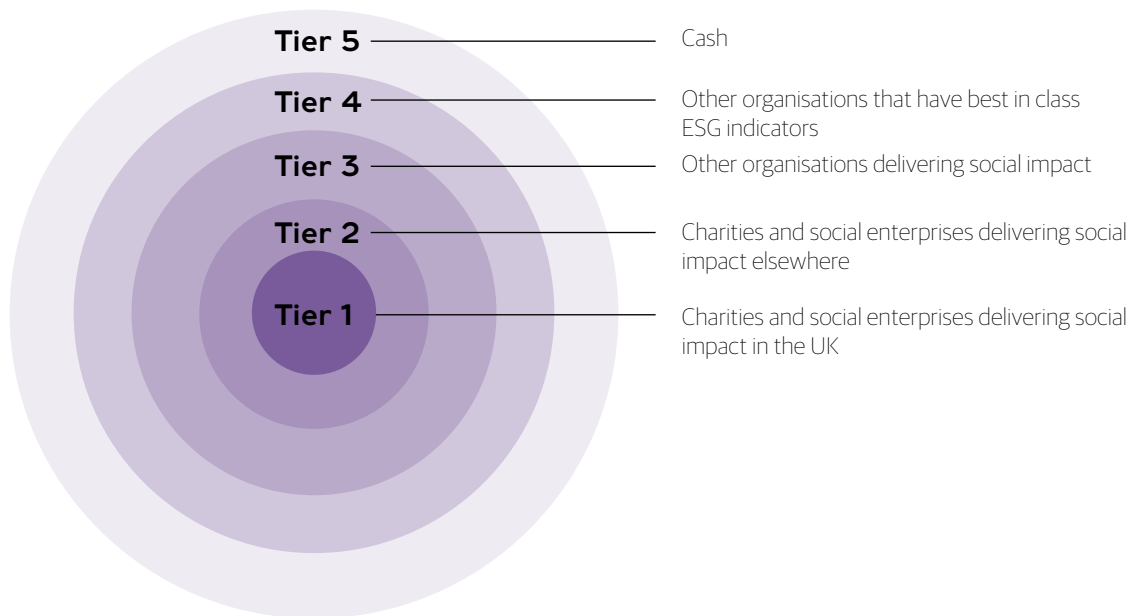 Tier 5
Cash
Tier 4
Other organisations that have best in class
ESG indicators
Tier 3
Other organisations delivering social impact
Tier 2
Charities and social enterprises delivering social
impact elsewhere
Tier 1
Charities and social enterprises delivering social
impact in the UK